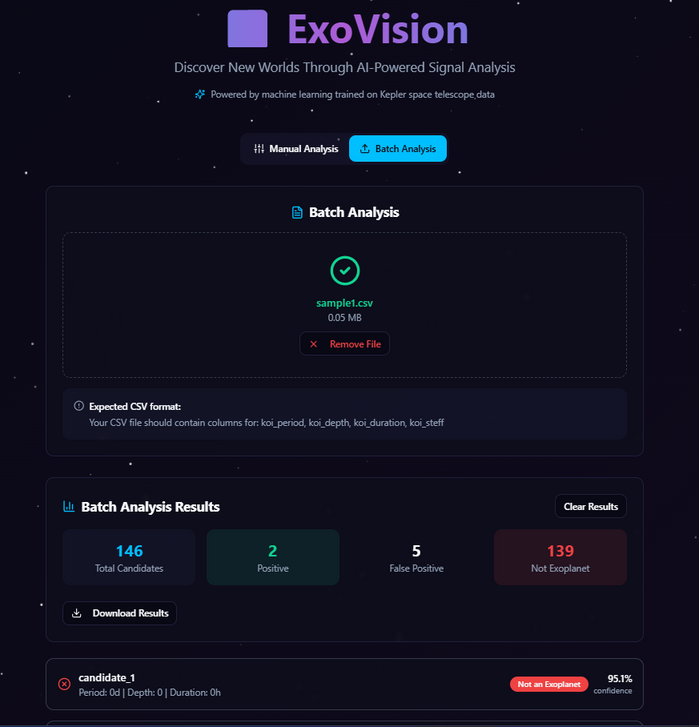 ExoVision
Discover New Worlds Through AI-Powered Signal Analysis
Powered by machine learning trained on Kepler space telescope data
Manual Analysis
Batch Analysis
Batch Analysis
sample1.csv
0.05 MB
Remove File
Expected CSV format:
Your CSV file should contain columns for: koi_period, koi_depth, koi_duration, koi_steff
Batch Analysis Results
Clear Results
146
Total Candidates
2
Positive
5
False Positive
139
Not Exoplanet
Download Results
candidate_1
Period: 0d | Depth: 0 | Duration: 0h
Not an Exoplanet
95.1%
confidence